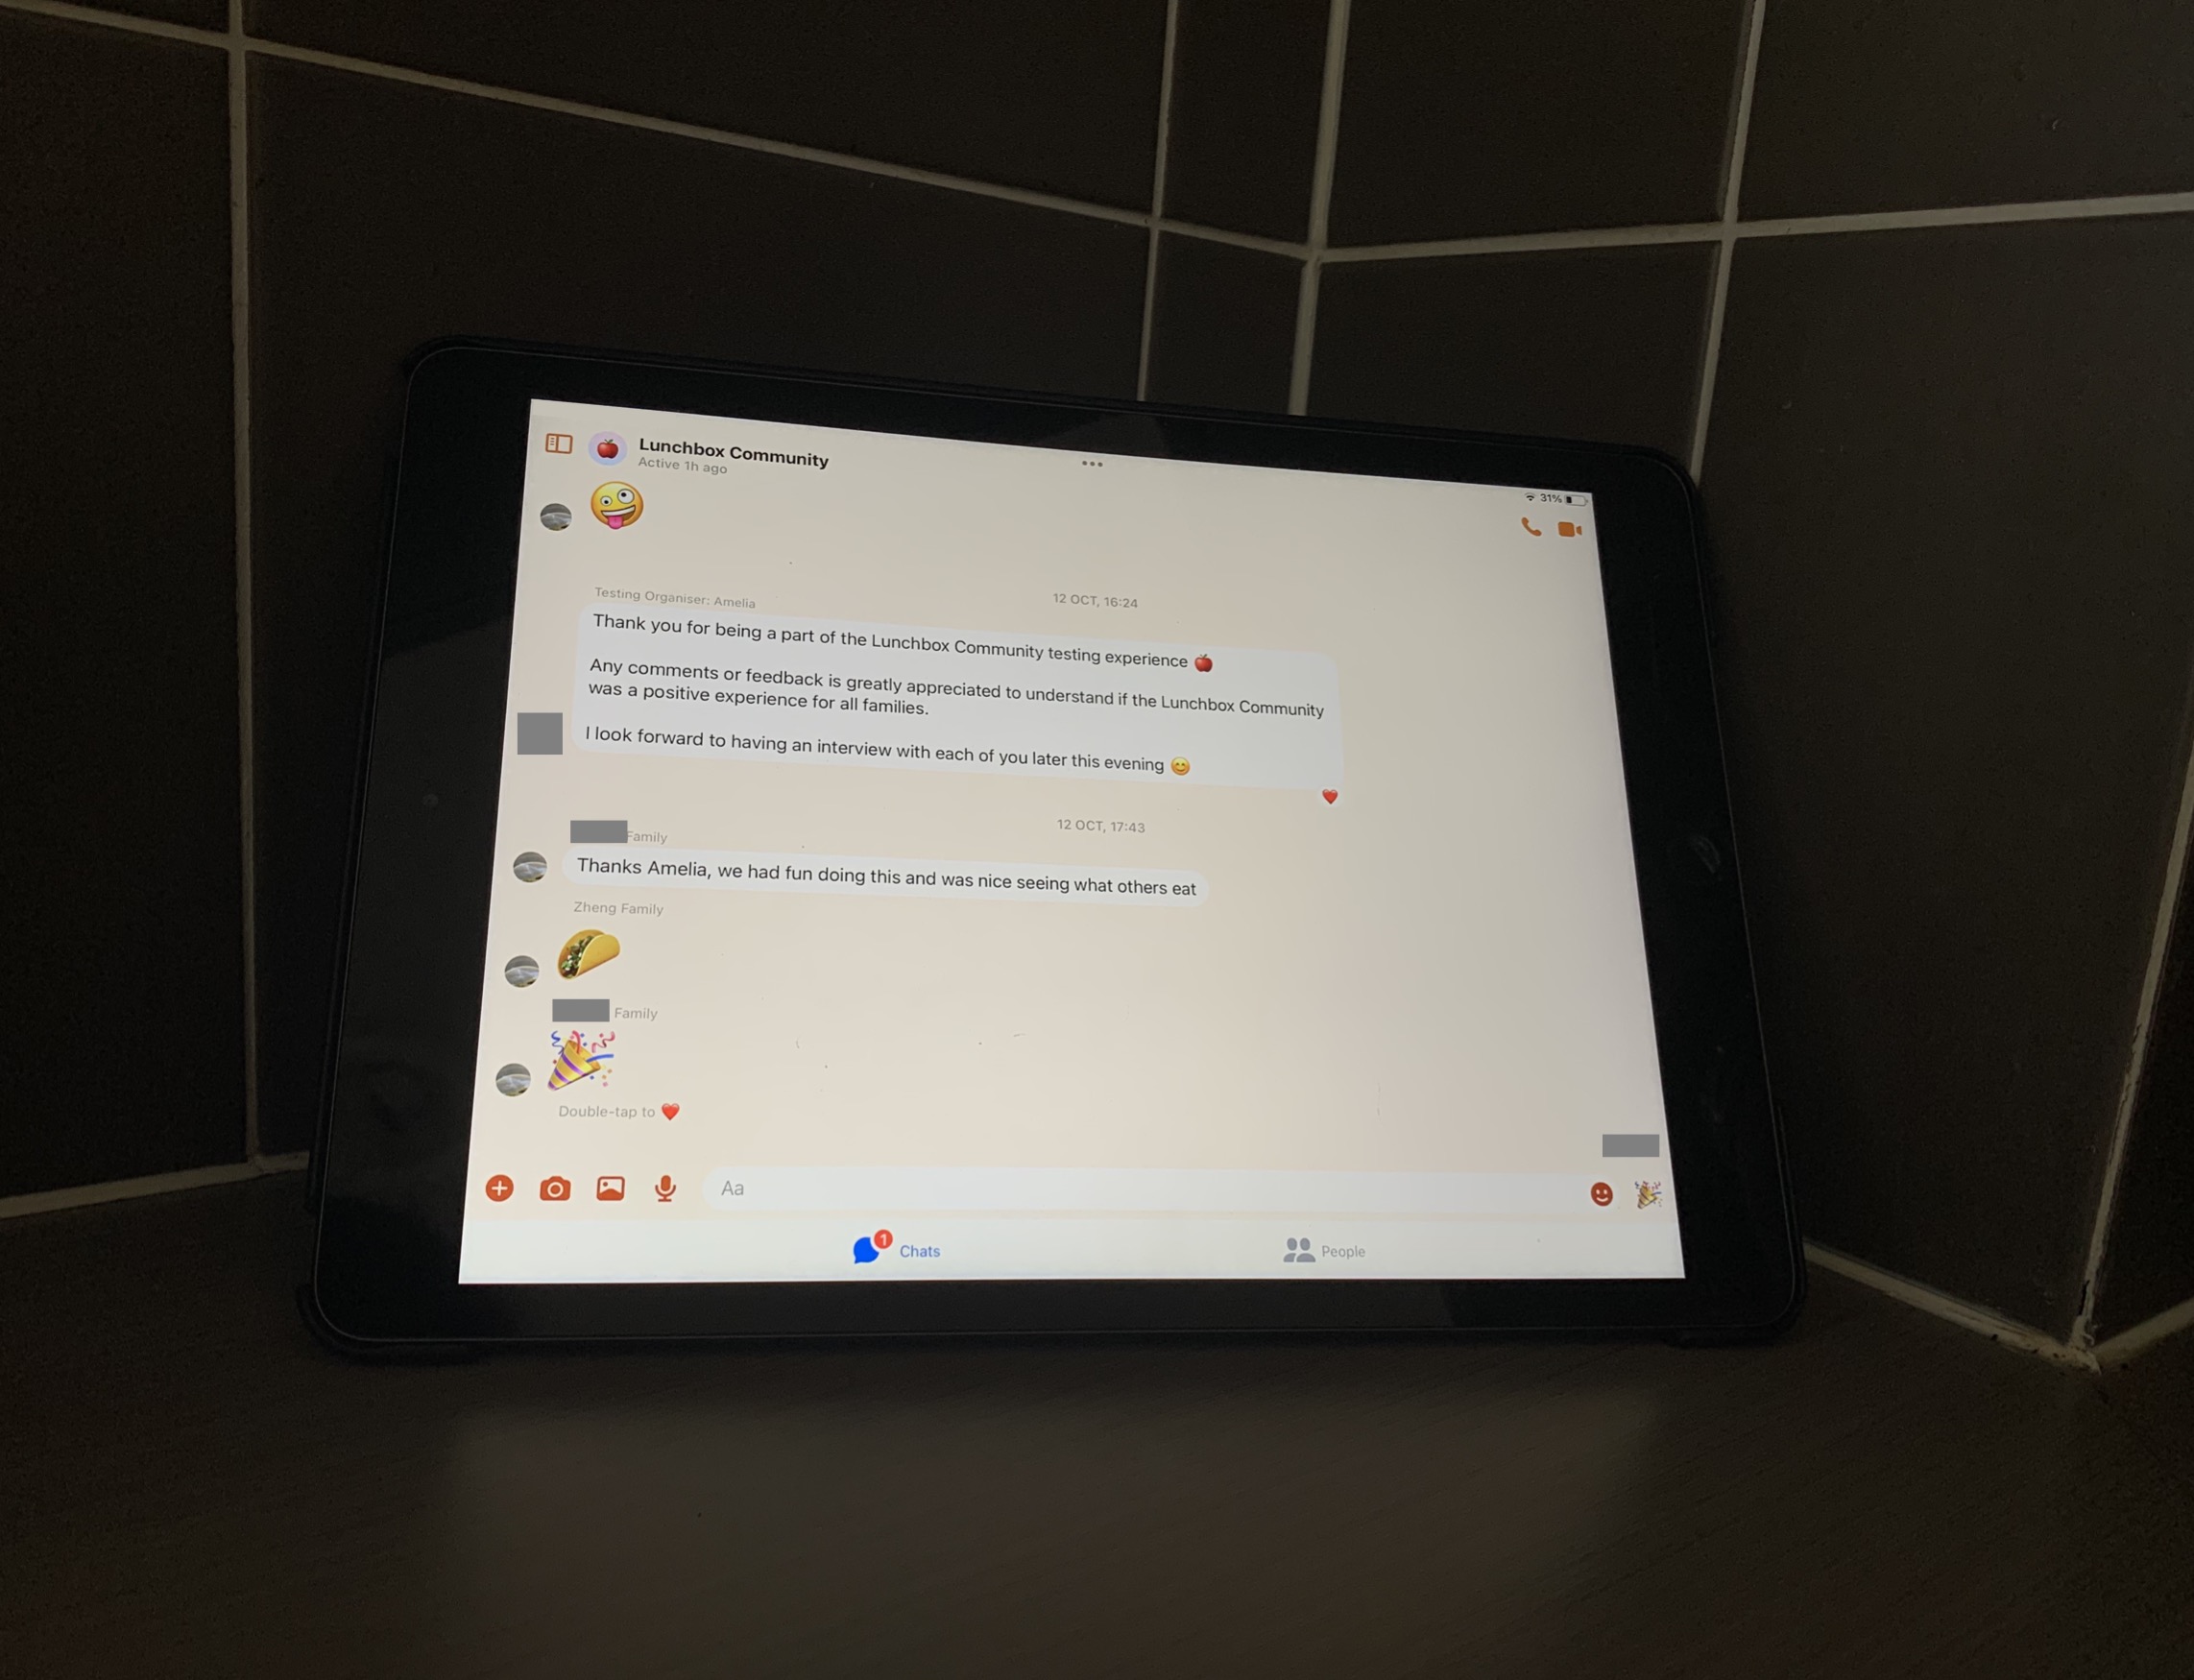 Lunchbox Community
Active 1h ago
31%
12 OCT, 16:24
Testing Organiser: Amelia
Thank you for being a part of the Lunchbox Community testing experience 🍎
Any comments or feedback is greatly appreciated to understand if the Lunchbox Community
was a positive experience for all families.
I look forward to having an interview with each of you later this evening 😊
12 OCT, 17:43
Family
Thanks Amelia, we had fun doing this and was nice seeing what others eat
Zheng Family
Family
Double-tap to ❤️
Aa
1
Chats
People